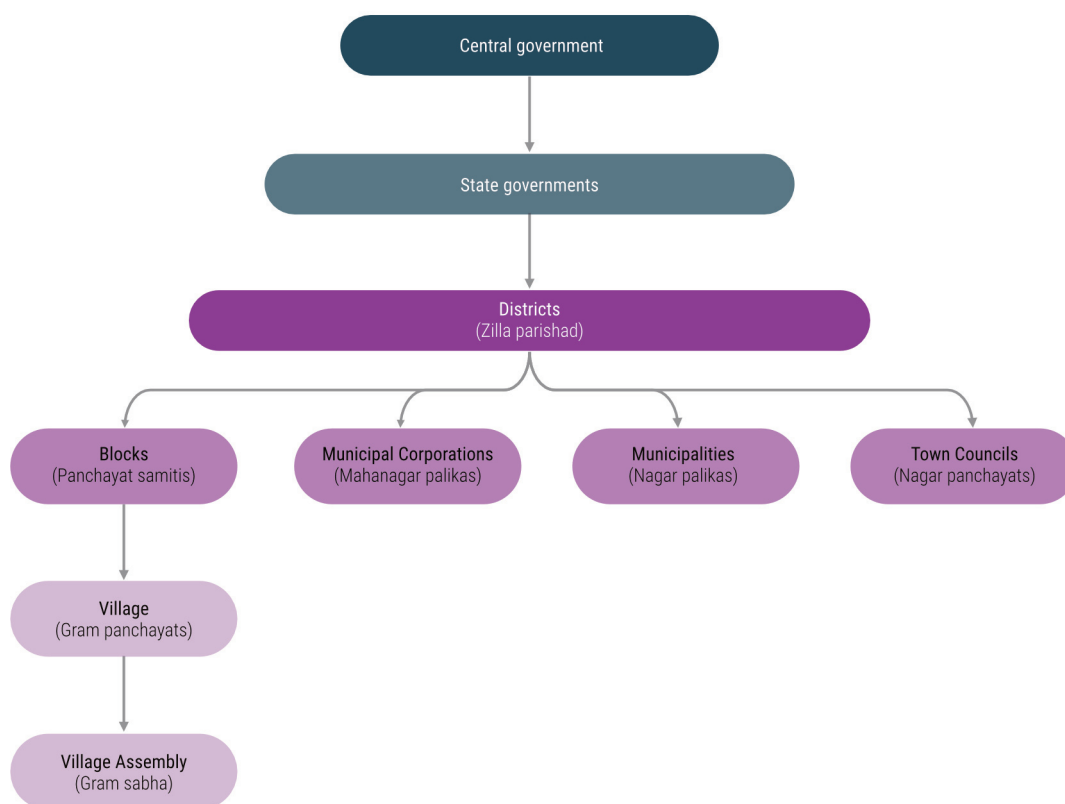 Central government
State governments
Districts
(Zilla parishad)
Blocks
(Panchayat samitis)
Municipal Corporations
(Mahanagar palikas)
Municipalities
(Nagar palikas)
Town Councils
(Nagar panchayats)
Village
(Gram panchayats)
Village Assembly
(Gram sabha)